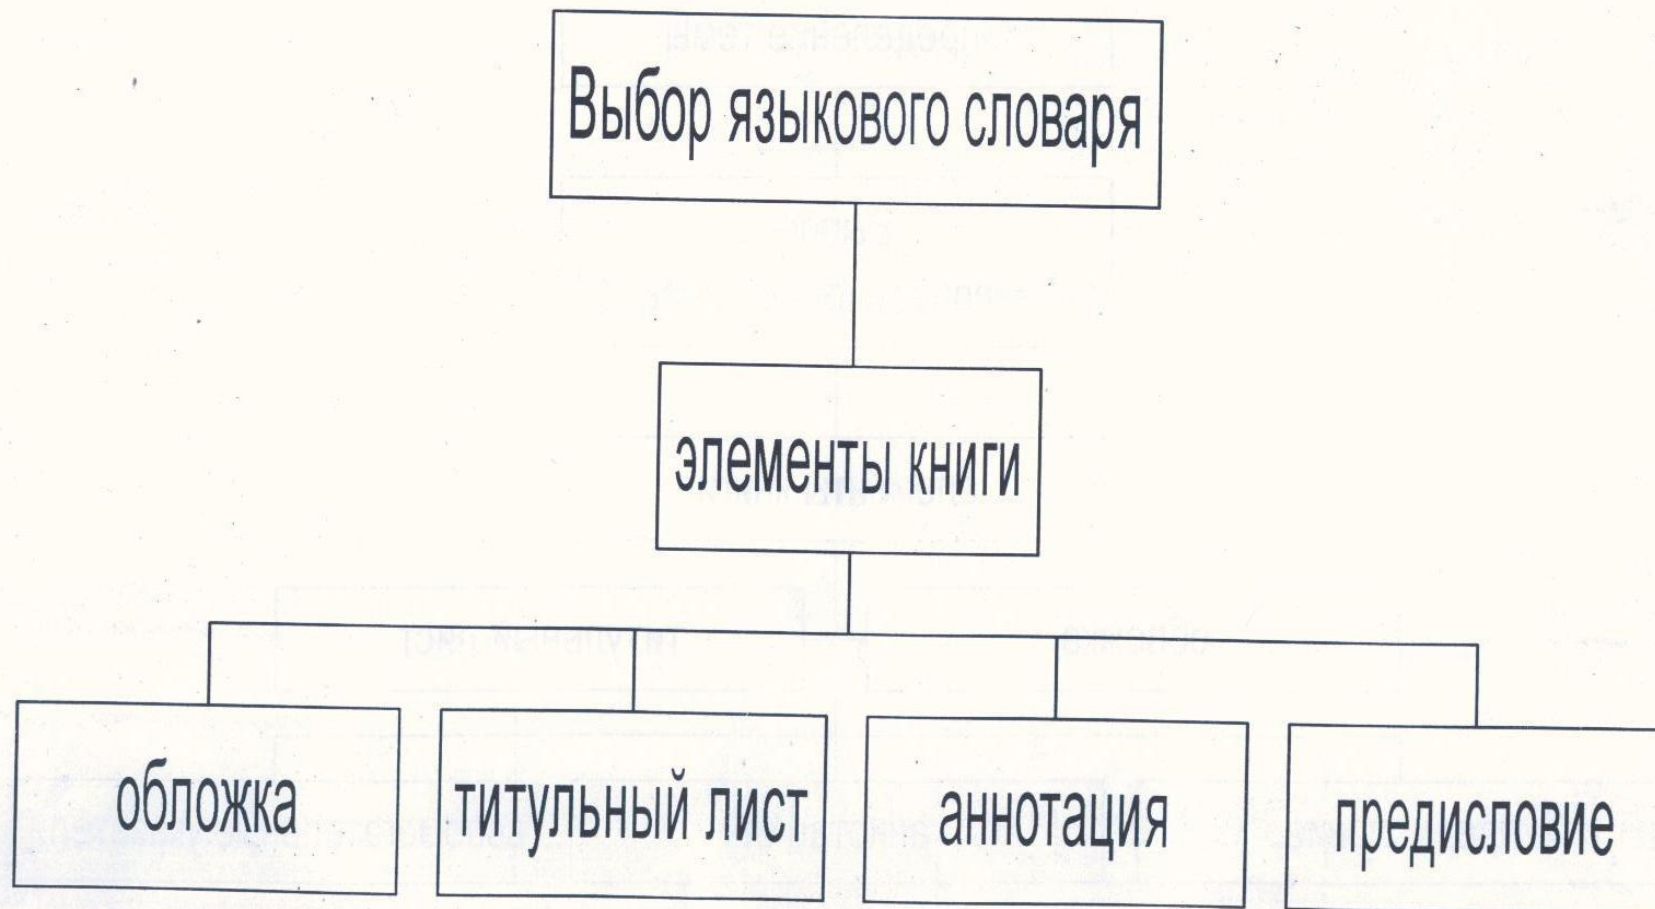 Выбор языкового словаря
элементы книги
обложка
титульный лист
аннотация
предисловие